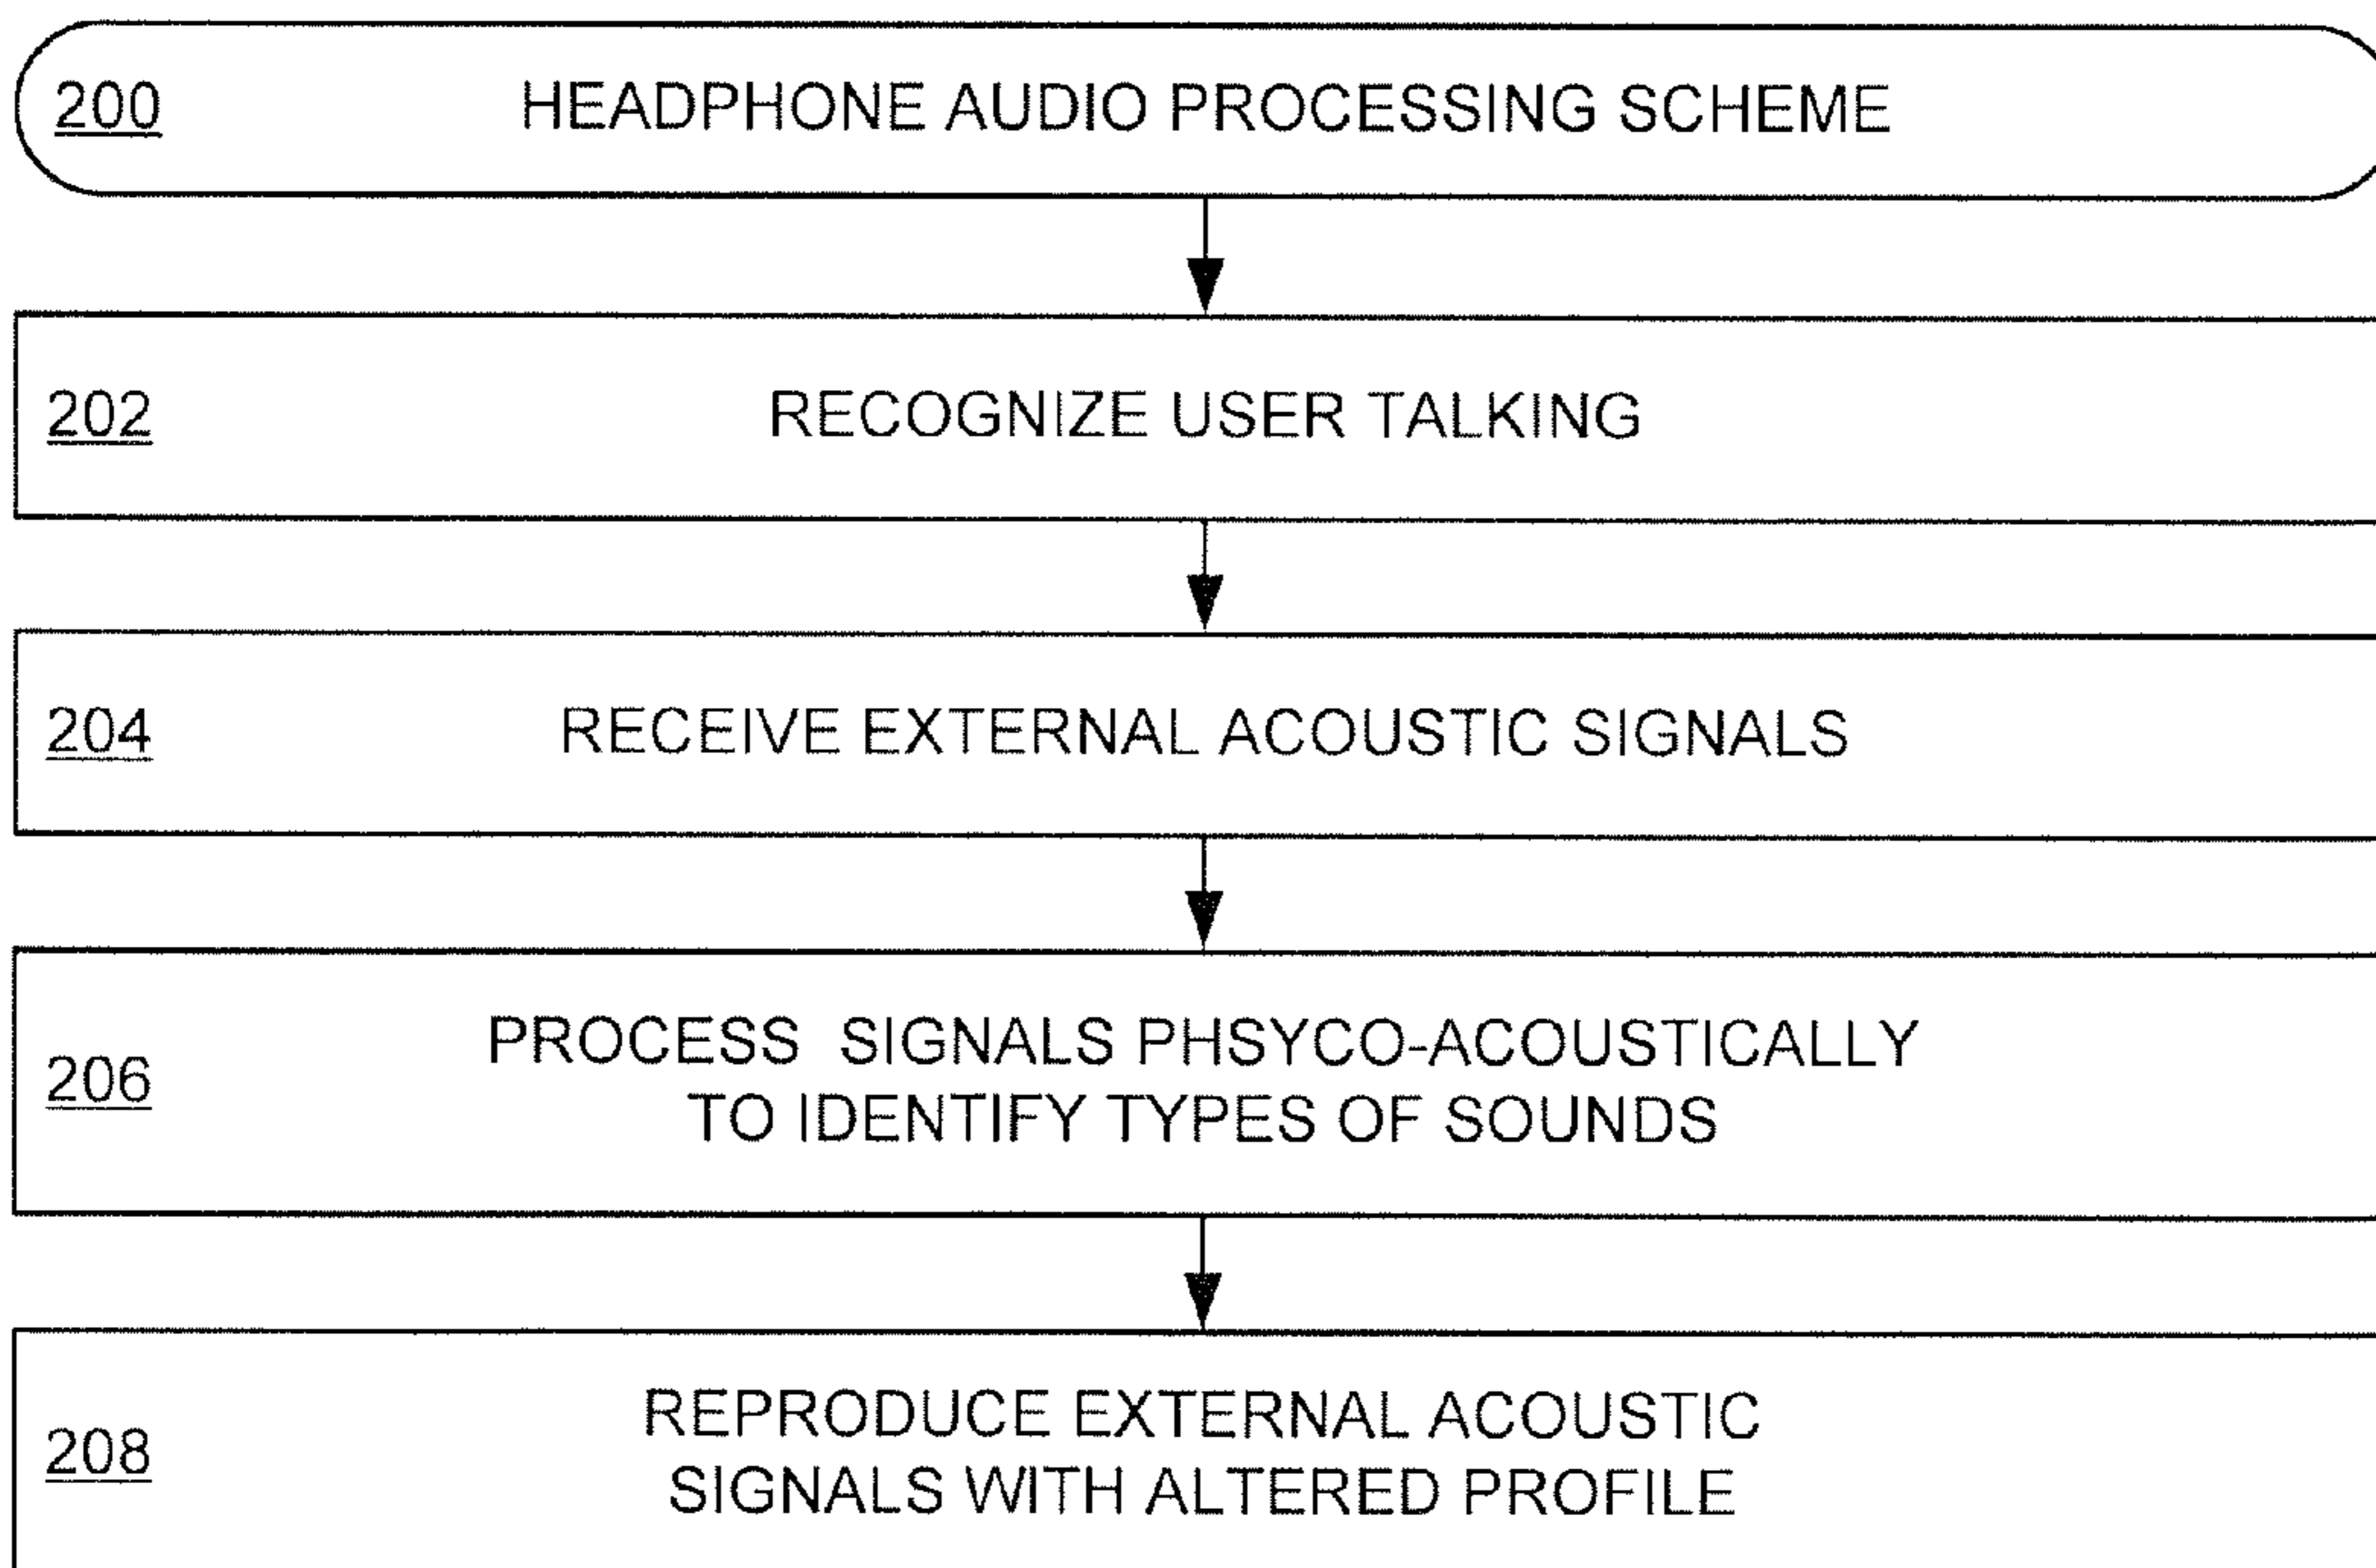 200 HEADPHONE AUDIO PROCESSING SCHEME
202 RECOGNIZE USER TALKING
204 RECEIVE EXTERNAL ACOUSTIC SIGNALS
206 PROCESS SIGNALS PHSYCO-ACOUSTICALLY
TO IDENTIFY TYPES OF SOUNDS
208 REPRODUCE EXTERNAL ACOUSTIC
SIGNALS WITH ALTERED PROFILE